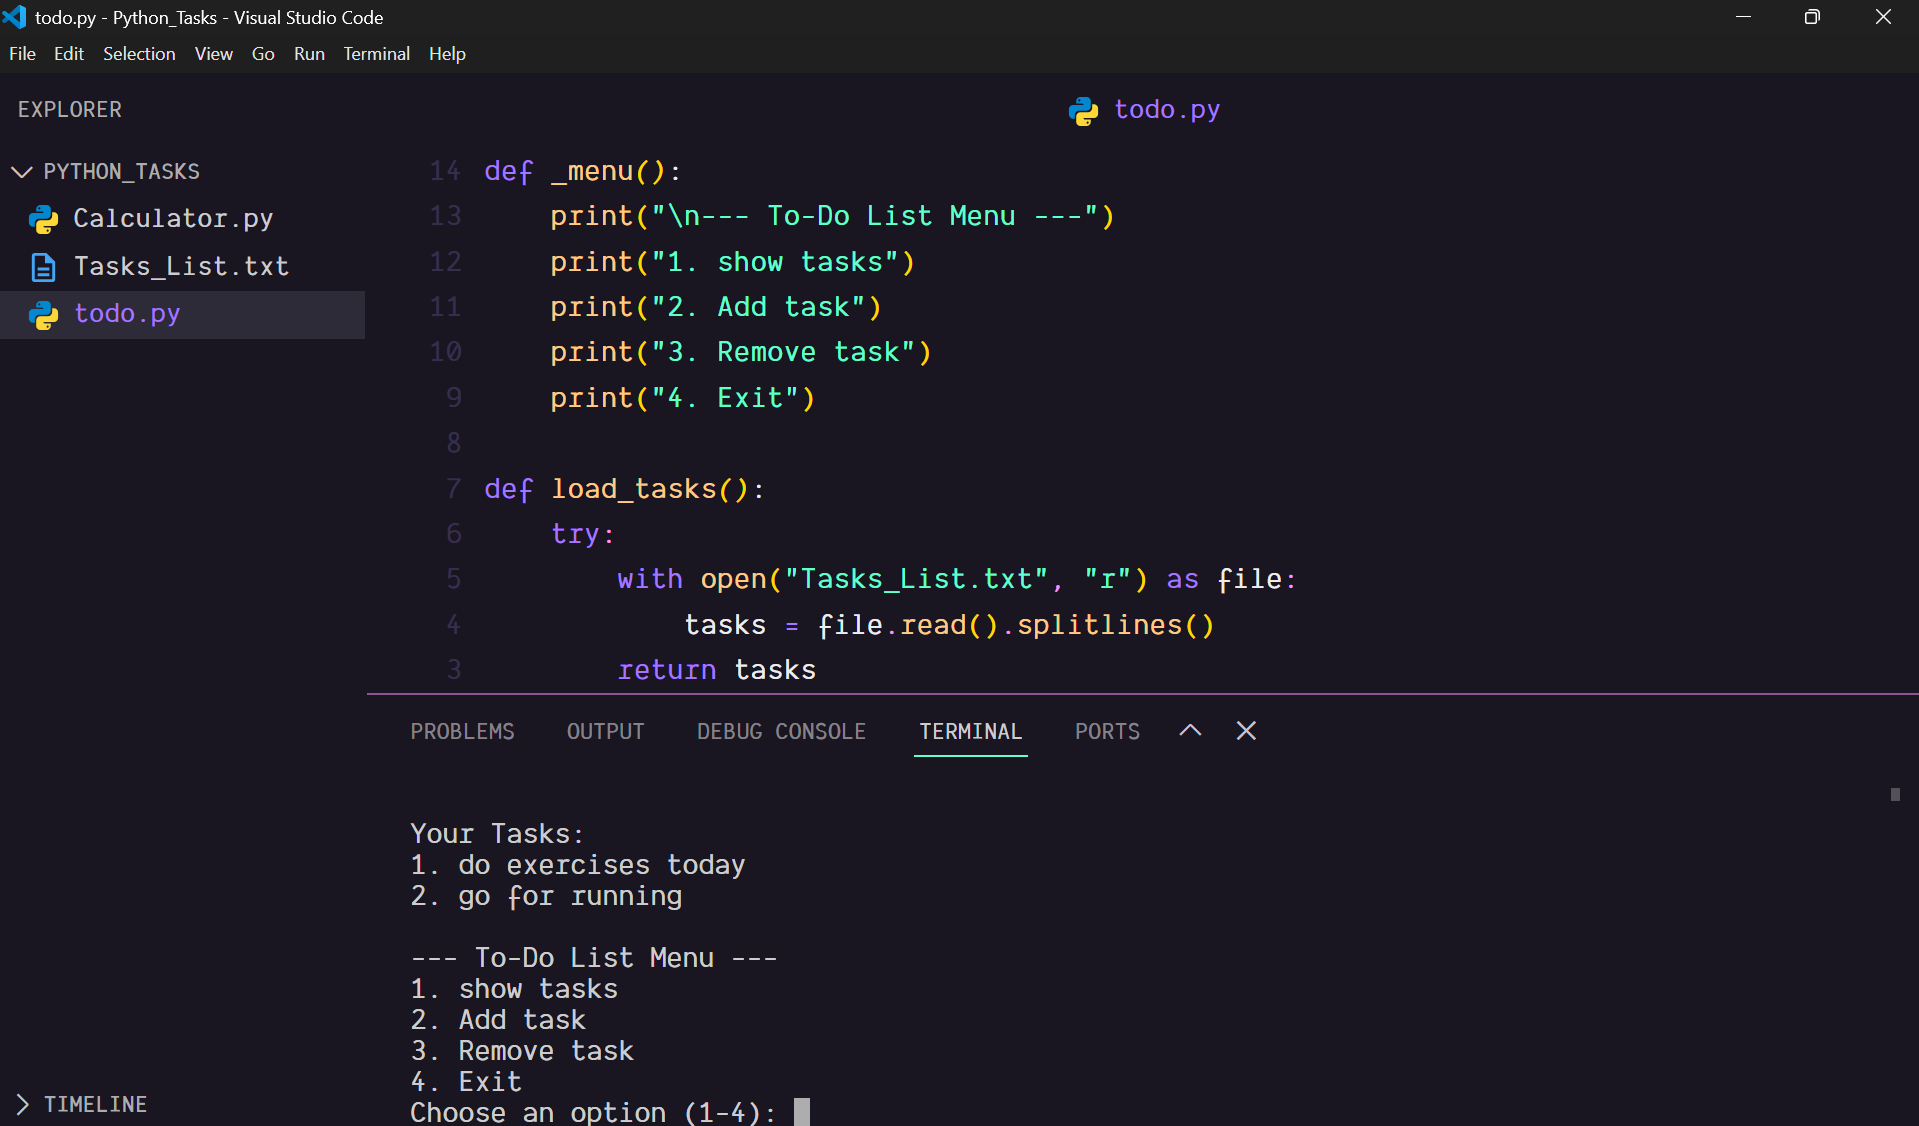 todo.py - Python_Tasks - Visual Studio Code
File Edit Selection View Go Run Terminal Help
EXPLORER
PYTHON_TASKS
Calculator.py
Tasks_List.txt
todo.py
TIMELINE
todo.py
14 def _menu():
13     print("\n--- To-Do List Menu ---")
12     print("1. show tasks")
11     print("2. Add task")
10     print("3. Remove task")
9     print("4. Exit")
8
7 def load_tasks():
6     try:
5         with open("Tasks_List.txt", "r") as file:
4             tasks = file.read().splitlines()
3         return tasks
PROBLEMS OUTPUT DEBUG CONSOLE TERMINAL PORTS
Your Tasks:
1. do exercises today
2. go for running
--- To-Do List Menu ---
1. show tasks
2. Add task
3. Remove task
4. Exit
Choose an option (1-4):